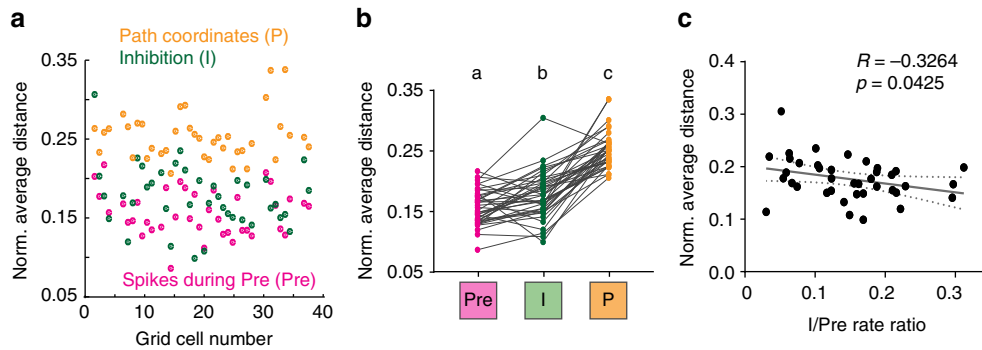 a
Path coordinates (P)
Inhibition (I)
Norm. average distance
0.35
0.25
0.15
0.05
Spikes during Pre (Pre)
0
10
20
30
40
Grid cell number
b
a
b
c
Norm. average distance
0.35
0.25
0.15
0.05
Pre
I
P
c
R = –0.3264
p = 0.0425
Norm. average distance
0.4
0.3
0.2
0.1
0.0
0
0.1
0.2
0.3
I/Pre rate ratio